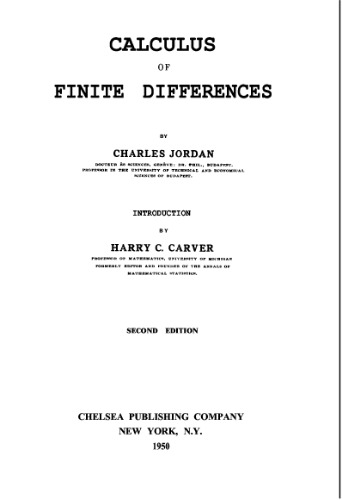 CALCULUS
OF
FINITE DIFFERENCES
BY
CHARLES JORDAN
DOCTEUR ÈS SCIENCES, GENÈVE: DR. PHIL., BUDAPEST,
PROFESSOR IN THE UNIVERSITY OF TECHNICAL AND ECONOMICAL
SCIENCES OF BUDAPEST.
INTRODUCTION
BY
HARRY C. CARVER
PROFESSOR OF MATHEMATICS, UNIVERSITY OF MICHIGAN
FORMERLY EDITOR AND FOUNDER OF THE ANNALS OF
MATHEMATICAL STATISTICS.
SECOND EDITION
CHELSEA PUBLISHING COMPANY
NEW YORK, N.Y.
1950